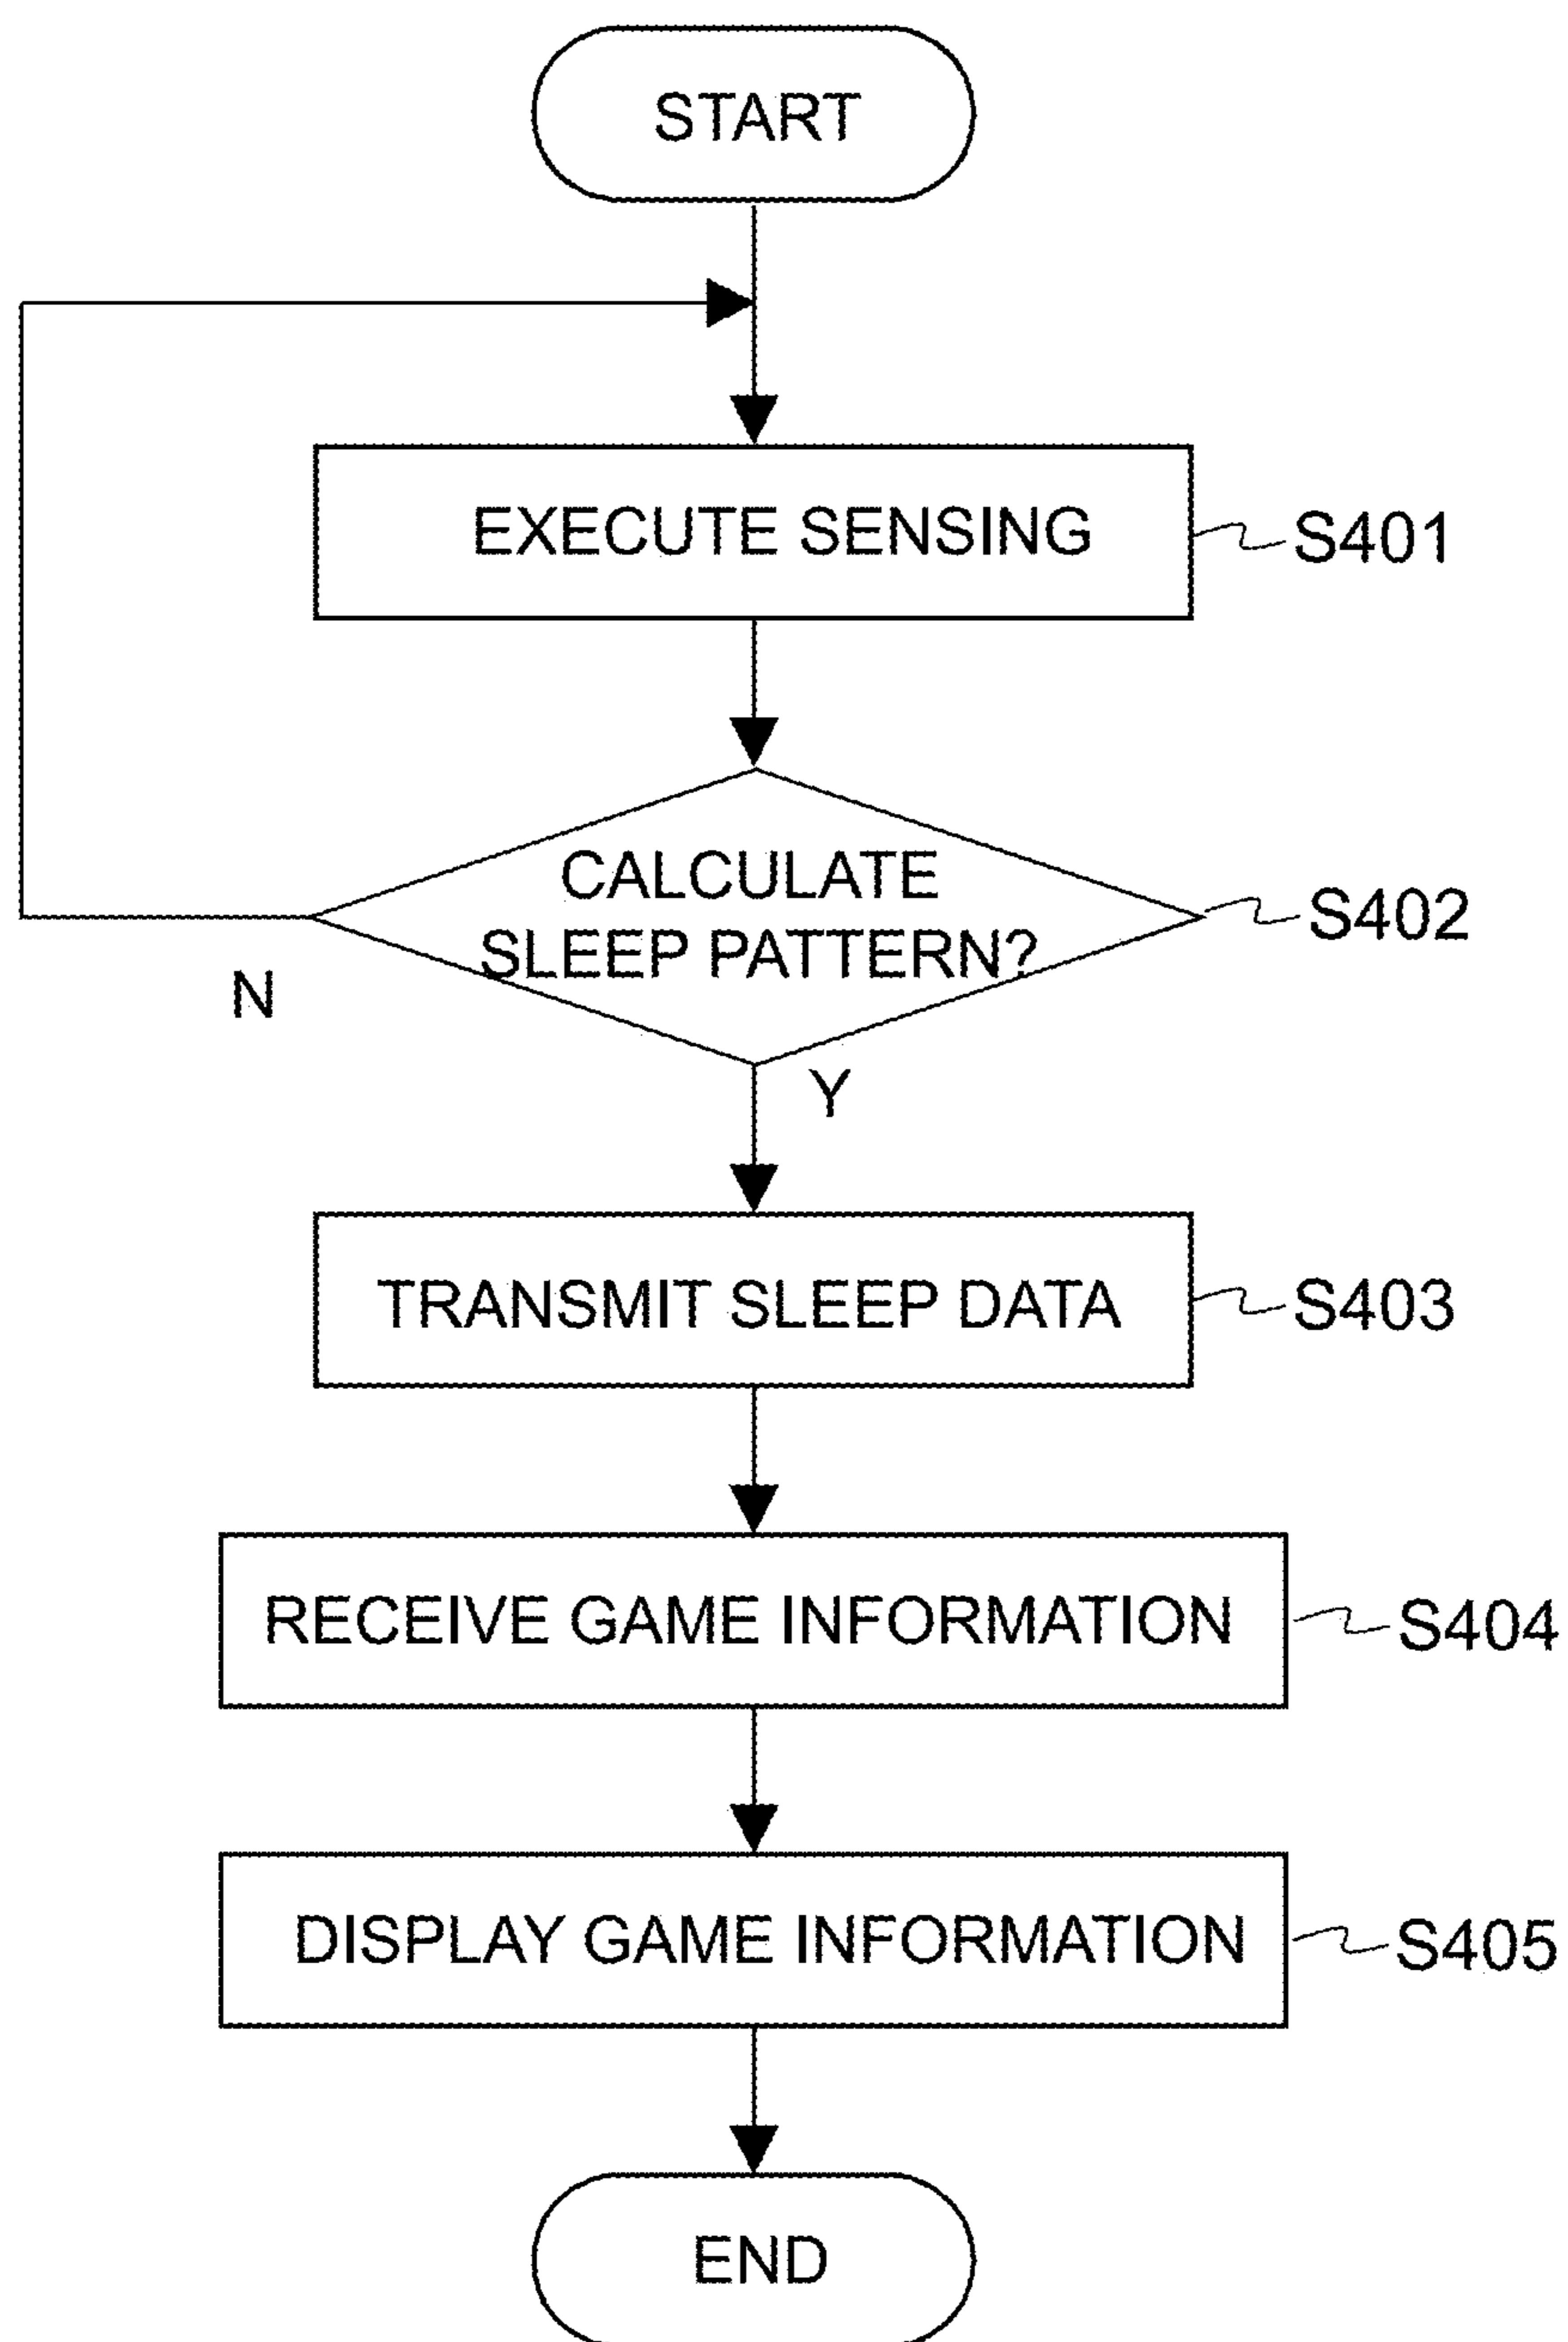 START
EXECUTE SENSING
S401
CALCULATE
SLEEP PATTERN?
S402
N
Y
TRANSMIT SLEEP DATA
S403
RECEIVE GAME INFORMATION
S404
DISPLAY GAME INFORMATION
S405
END